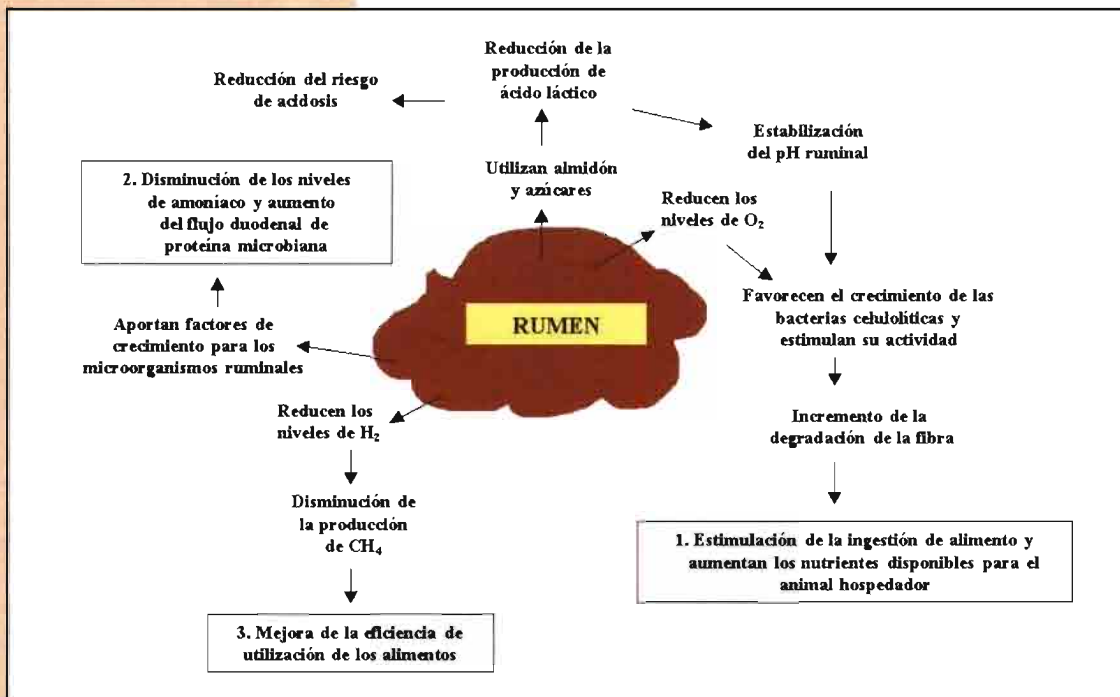 Reducción de la
producción de
ácido láctico
Reducción del riesgo
de acidosis
Estabilización
del pH ruminal
Utilizan almidón
y azúcares
Reducen los
niveles de O₂
2. Disminución de los niveles
de amoníaco y aumento
del flujo duodenal de
proteína microbiana
RUMEN
Favorecen el crecimiento de las
bacterias celulolíticas y
estimulan su actividad
Aportan factores de
crecimiento para los
microorganismos ruminales
Reducen los
niveles de H₂
Incremento de la
degradación de la fibra
Disminución de
la producción
de CH₄
1. Estimulación de la ingestión de alimento y
aumentan los nutrientes disponibles para el
animal hospedador
3. Mejora de la eficiencia de
utilización de los alimentos